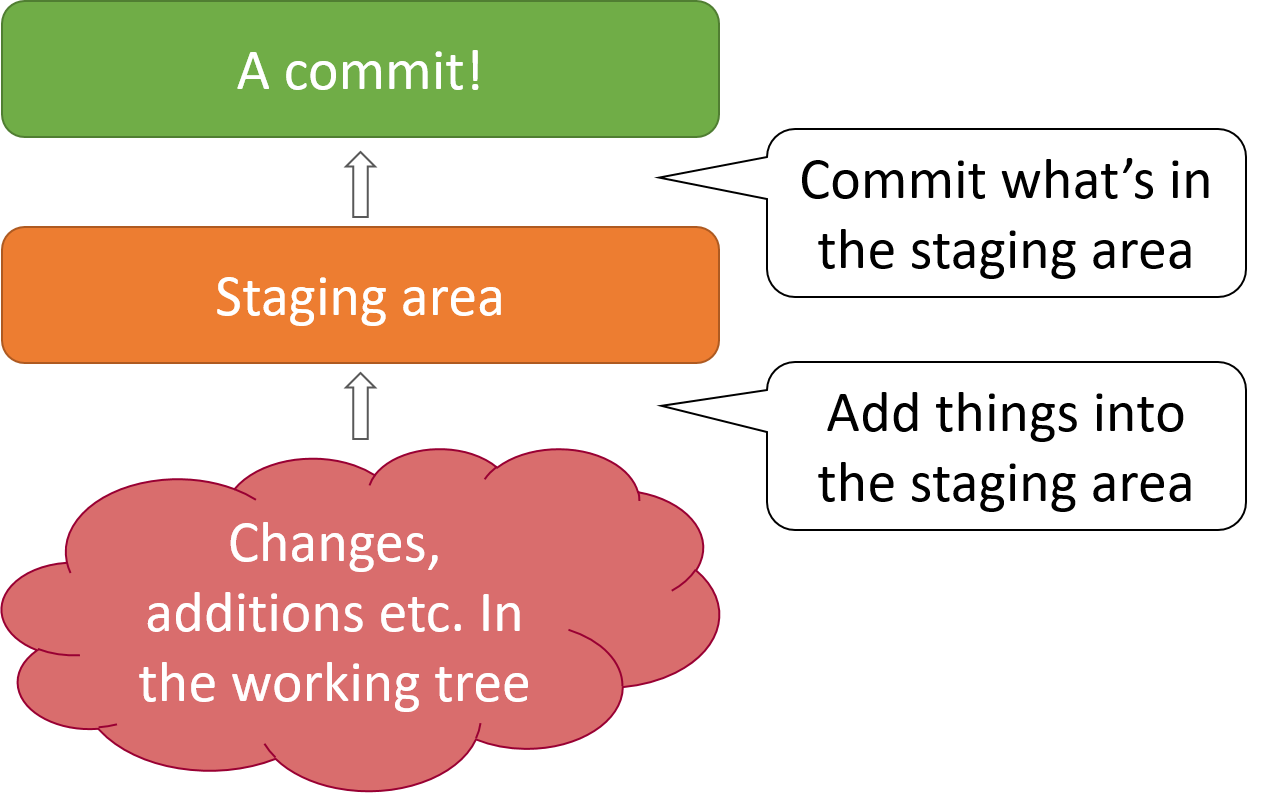 A commit!
Commit what’s in
the staging area
Staging area
Add things into
the staging area
Changes,
additions etc. In
the working tree